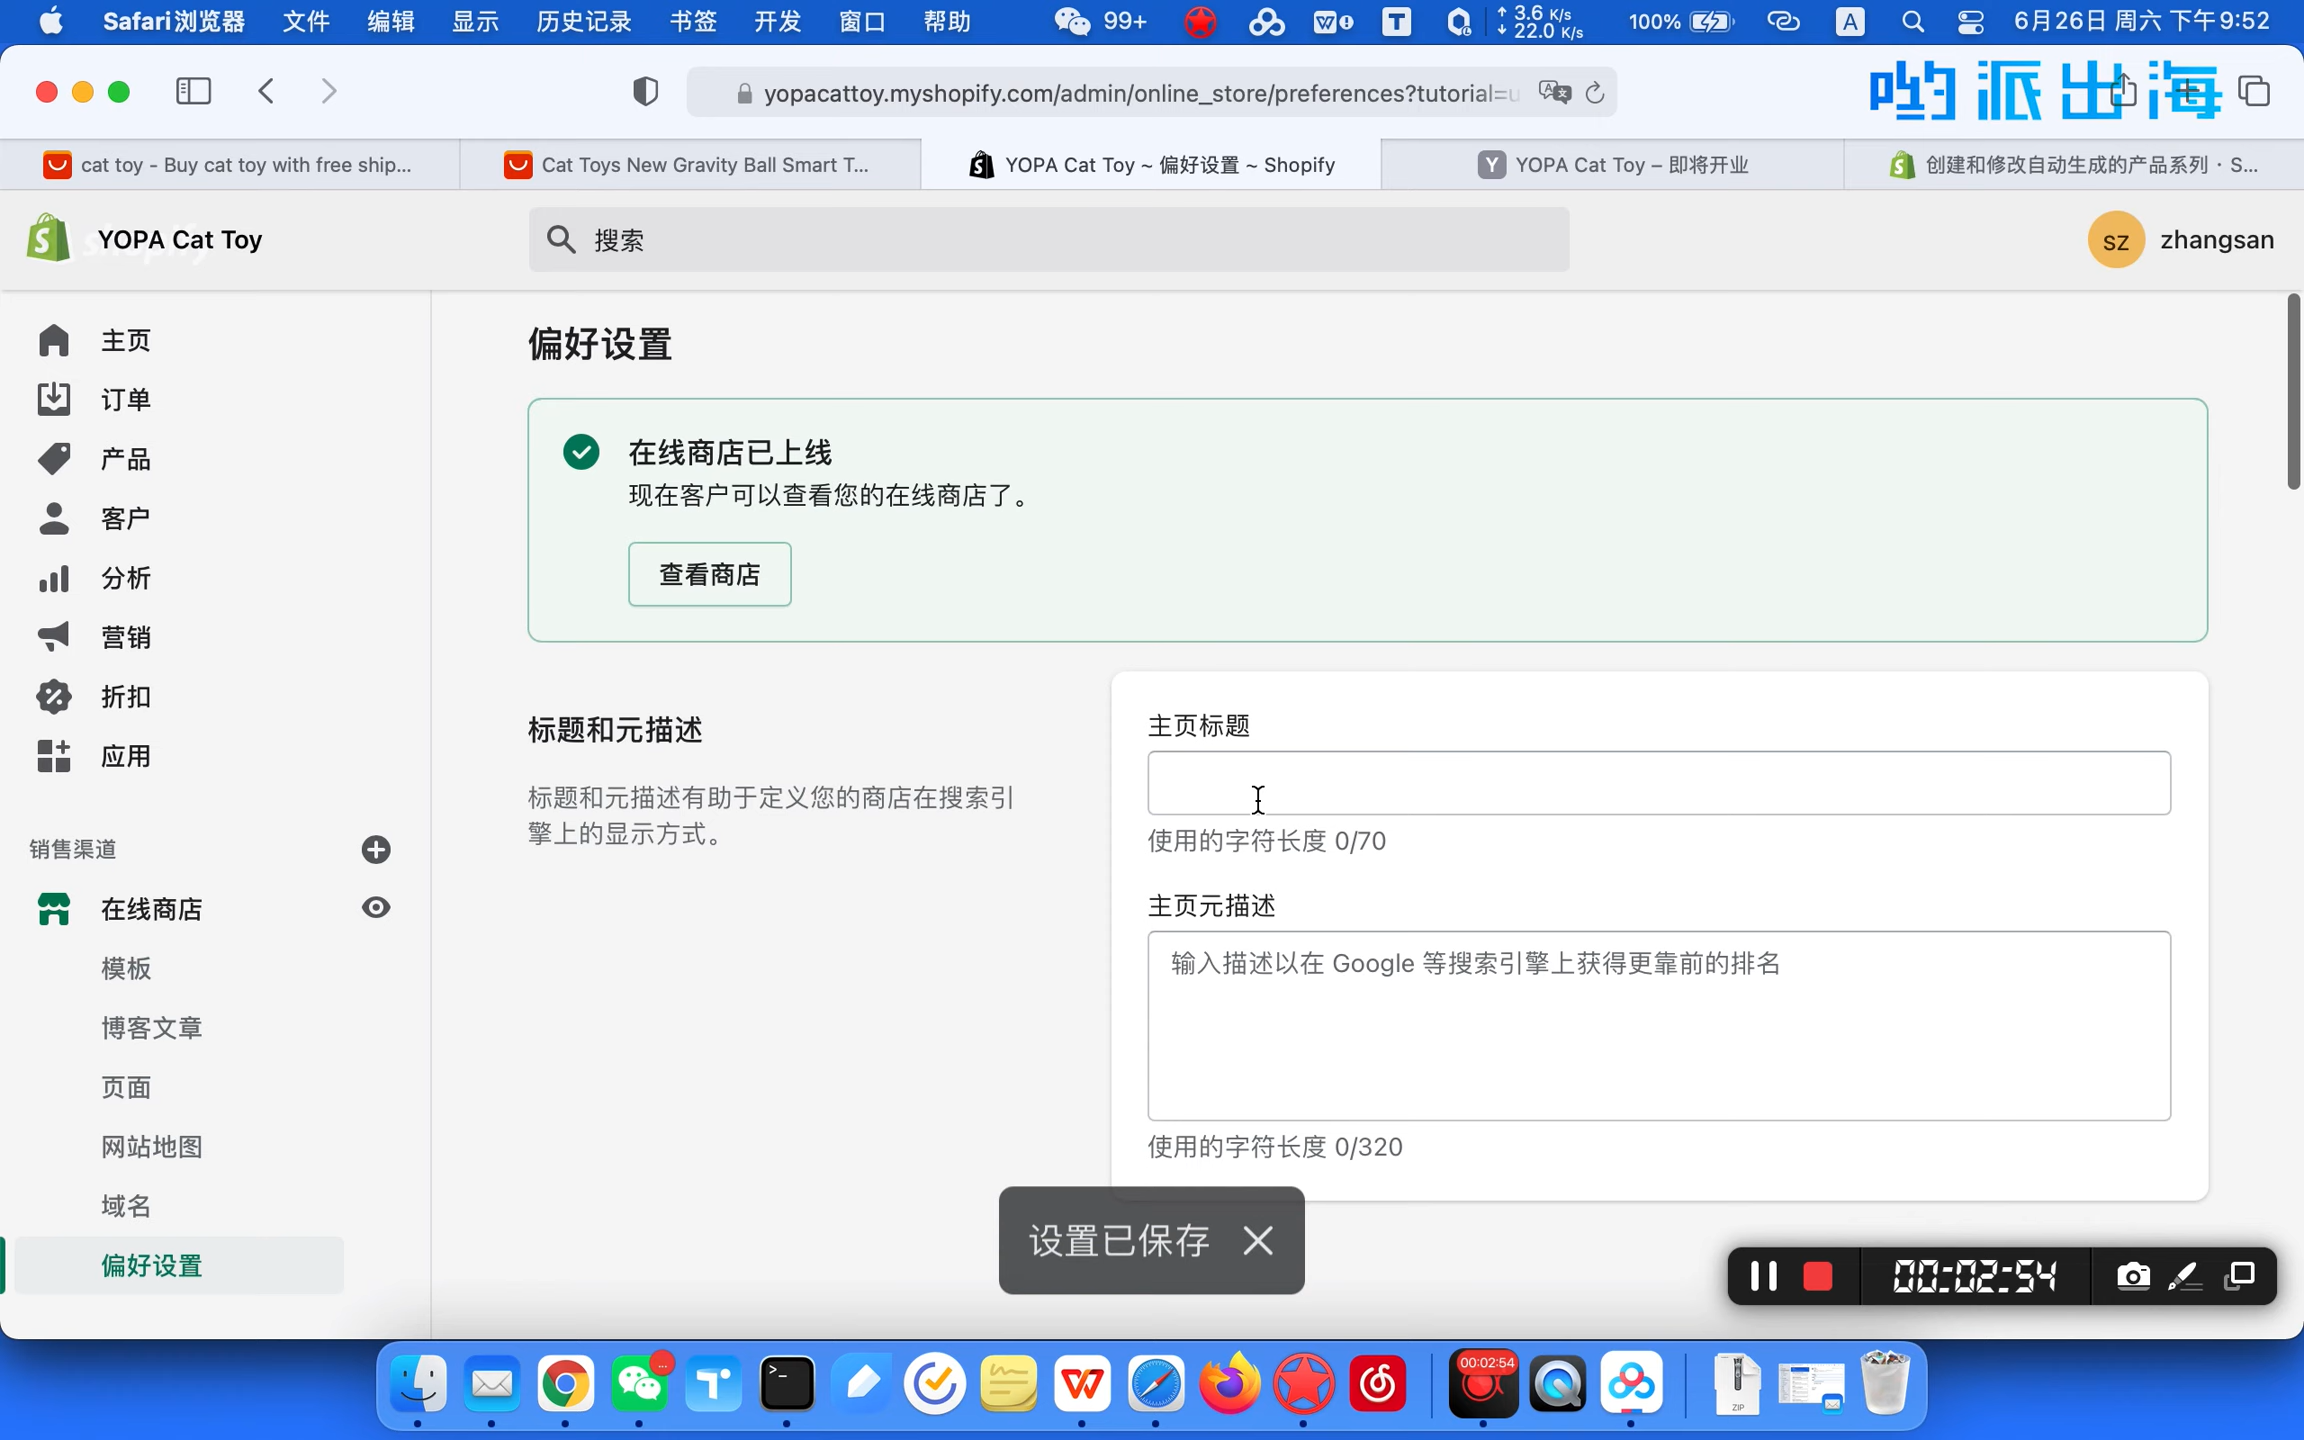 Safari浏览器 文件 编辑 显示 历史记录 书签 开发 窗口 帮助 99+ 3.6 K/s 22.0 K/s 100% A 6月26日 周六 下午9:52
yopacattoy.myshopify.com/admin/online_store/preferences?tutorial=u
哟派出海
cat toy - Buy cat toy with free ship...
Cat Toys New Gravity Ball Smart T...
YOPA Cat Toy ~ 偏好设置 ~ Shopify
Y YOPA Cat Toy – 即将开业
创建和修改自动生成的产品系列 · S...
shopify
YOPA Cat Toy
搜索
SZ zhangsan
主页
订单
产品
客户
分析
营销
折扣
应用
销售渠道
在线商店
模板
博客文章
页面
网站地图
域名
偏好设置
偏好设置
在线商店已上线
现在客户可以查看您的在线商店了。
查看商店
标题和元描述
标题和元描述有助于定义您的商店在搜索引
擎上的显示方式。
主页标题
使用的字符长度 0/70
主页元描述
输入描述以在 Google 等搜索引擎上获得更靠前的排名
使用的字符长度 0/320
设置已保存
00:02:54
00:02:54
ZIP